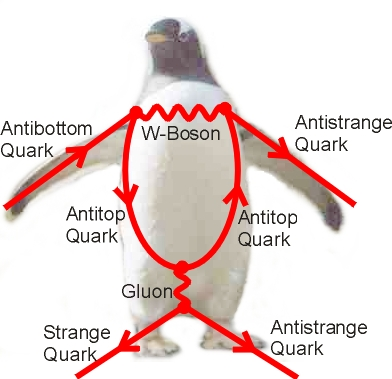 Antibottom
Quark
W-Boson
Antistrange
Quark
Antitop
Quark
Antitop
Quark
Gluon
Strange
Quark
Antistrange
Quark